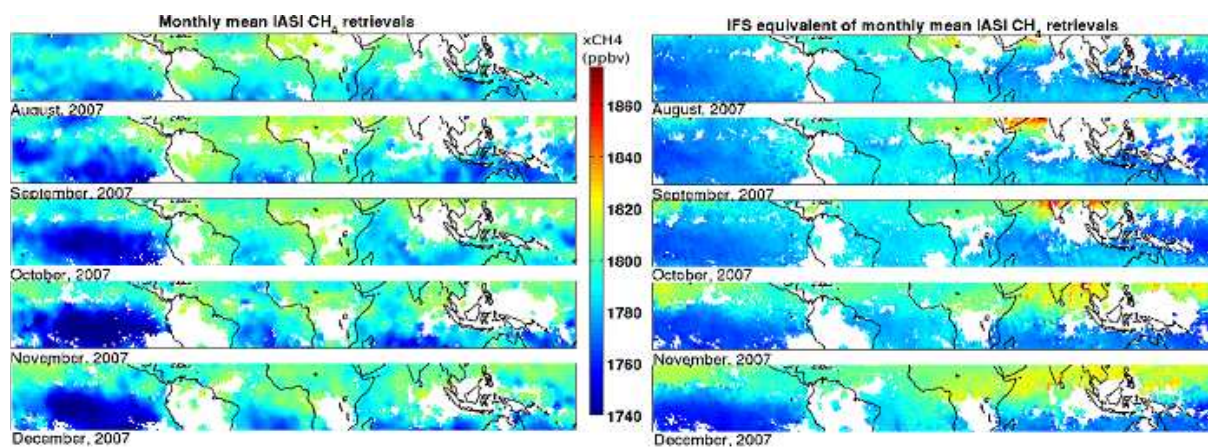 Monthly mean IASI CH4 retrievals
August, 2007
September, 2007
October, 2007
November, 2007
December, 2007
xCH4
(ppbv)
1860
1840
1820
1800
1780
1760
1740
IFS equivalent of monthly mean IASI CH4 retrievals
August, 2007
September, 2007
October, 2007
November, 2007
December, 2007